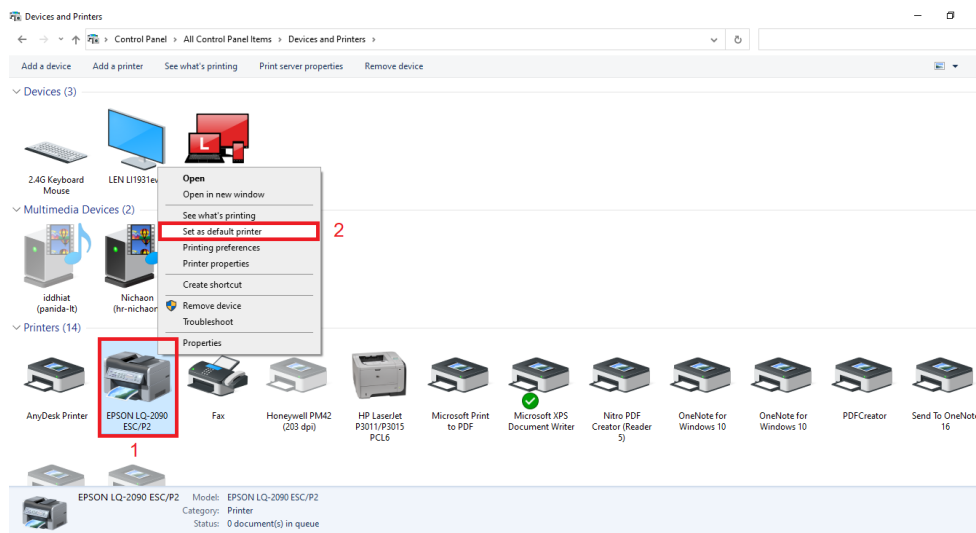 Devices and Printers
Control Panel > All Control Panel Items > Devices and Printers >
Add a device Add a printer See what's printing Print server properties Remove device
Devices (3)
L
2.4G Keyboard
Mouse
LEN LI1931ew
Open
Open in new window
See what's printing
Set as default printer
2
Printing preferences
Printer properties
Create shortcut
Remove device
Troubleshoot
Properties
Multimedia Devices (2)
iddhiat
(panida-It)
Nichaon
(hr-nichaon
Printers (14)
AnyDesk Printer
EPSON LQ-2090
ESC/P2
Fax
Honeywell PM42
(203 dpi)
HP LaserJet
P3011/P3015
PCL6
Microsoft Print
to PDF
Microsoft XPS
Document Writer
Nitro PDF
Creator (Reader
5)
OneNote for
Windows 10
OneNote for
Windows 10
PDFCreator
Send To OneNote
16
1
EPSON LQ-2090 ESC/P2 Model: EPSON LQ-2090 ESC/P2
Category: Printer
Status: 0 document(s) in queue